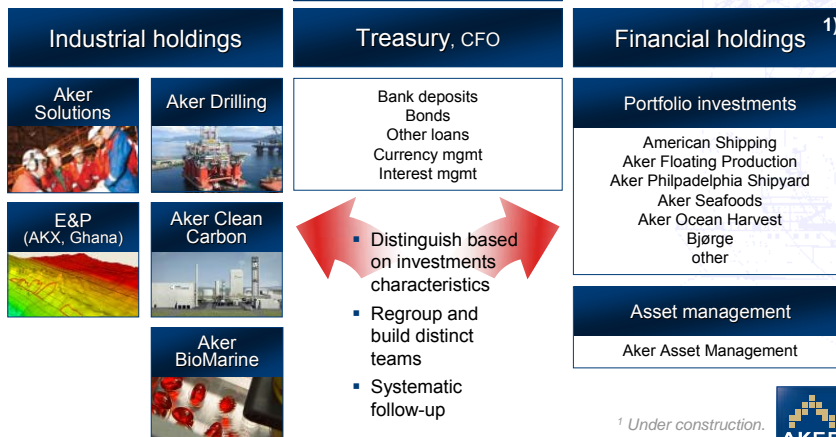 Industrial holdings
Aker
Solutions
Aker Drilling
E&P
(AKX, Ghana)
Aker Clean
Carbon
Aker
BioMarine
Treasury, CFO
Bank deposits
Bonds
Other loans
Currency mgmt
Interest mgmt
▪ Distinguish based
on investments
characteristics
▪ Regroup and
build distinct
teams
▪ Systematic
follow-up
Financial holdings 1)
Portfolio investments
American Shipping
Aker Floating Production
Aker Philpadelphia Shipyard
Aker Seafoods
Aker Ocean Harvest
Bjørge
other
Asset management
Aker Asset Management
1 Under construction.
AKER